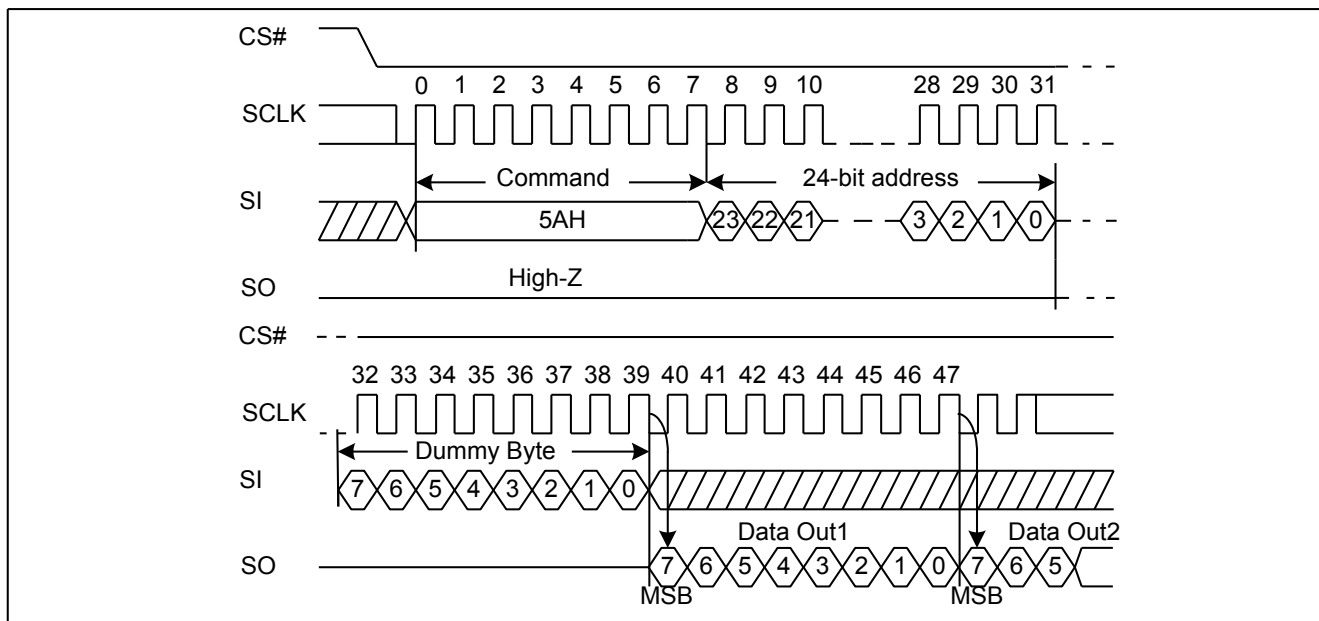 CS#
0 1 2 3 4 5 6 7 8 9 10 28 29 30 31
SCLK
Command 24-bit address
SI
5AH 23 22 21 3 2 1 0
High-Z
SO
CS#
32 33 34 35 36 37 38 39 40 41 42 43 44 45 46 47
SCLK
Dummy Byte
SI
7 6 5 4 3 2 1 0
Data Out1 Data Out2
SO
7 6 5 4 3 2 1 0 7 6 5
MSB MSB